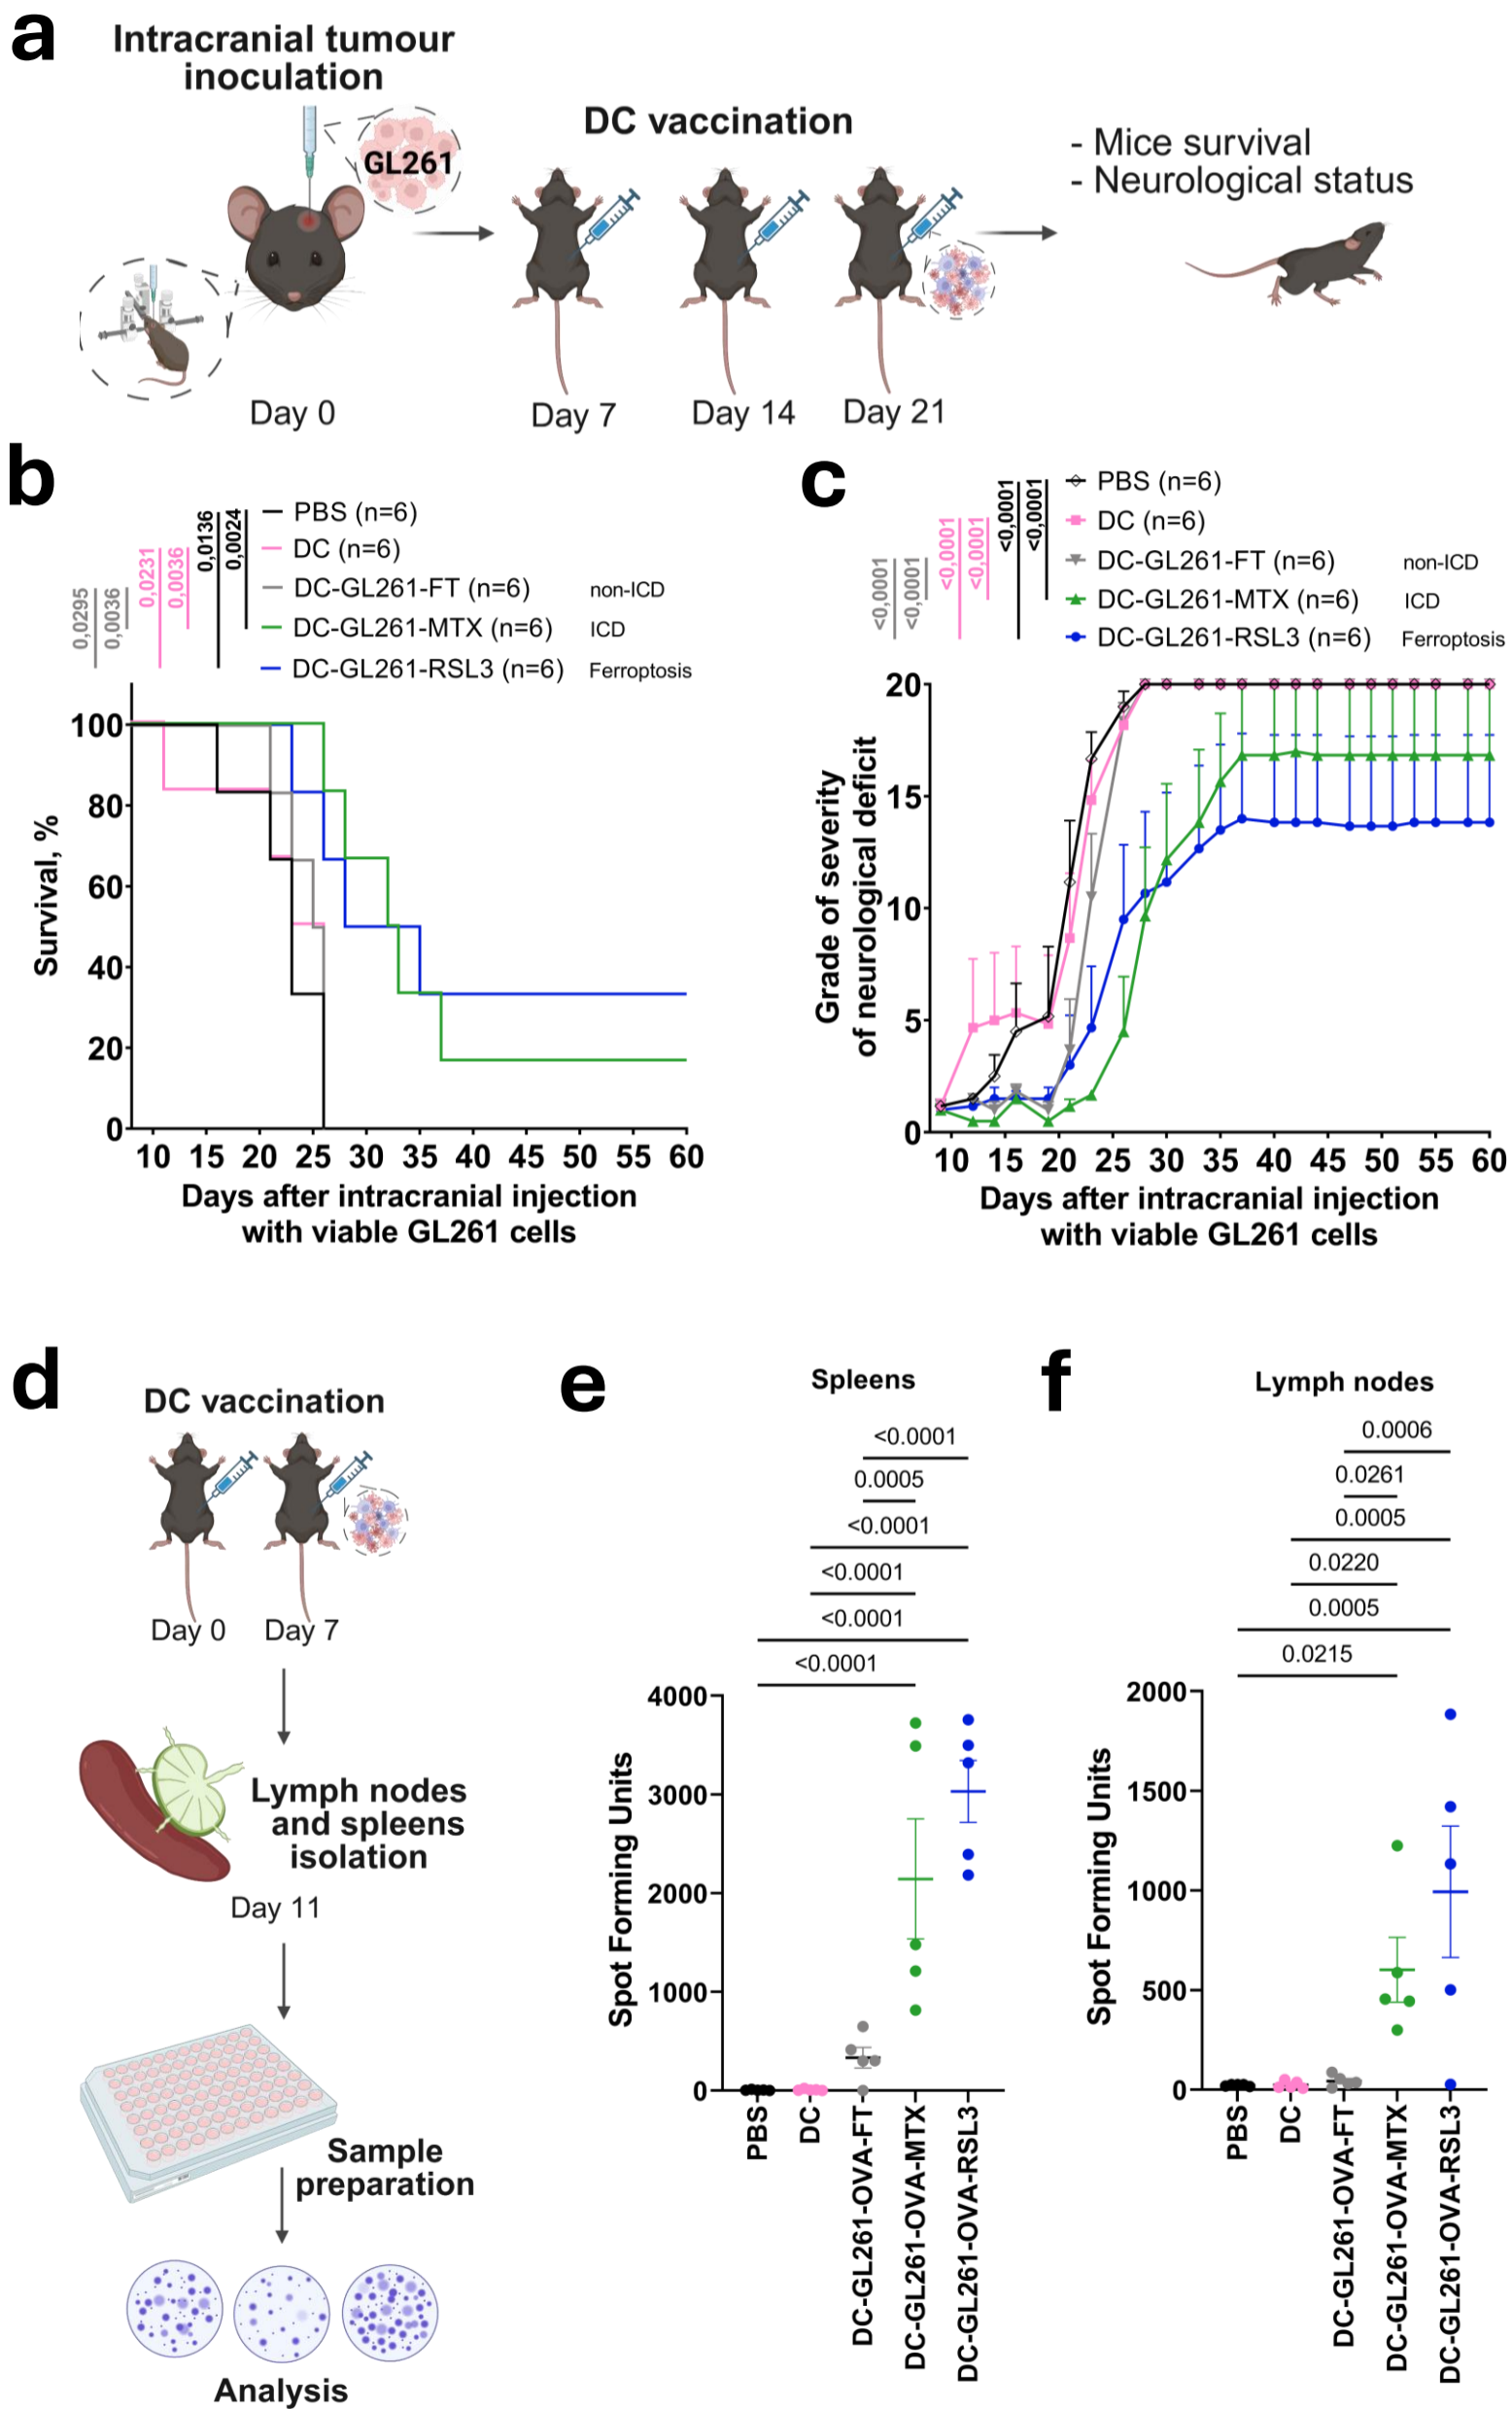 a
Intracranial tumour
inoculation
GL261
DC vaccination
- Mice survival
- Neurological status
Day 0
Day 7
Day 14
Day 21
b
0,0295
0,0036
0,0231
0,0036
0,0136
0,0024
PBS (n=6)
DC (n=6)
DC-GL261-FT (n=6) non-ICD
DC-GL261-MTX (n=6) ICD
DC-GL261-RSL3 (n=6) Ferroptosis
Survival, %
100
80
60
40
20
0
10 15 20 25 30 35 40 45 50 55 60
Days after intracranial injection
with viable GL261 cells
c
<0,0001
<0,0001
<0,0001
<0,0001
<0,0001
<0,0001
PBS (n=6)
DC (n=6)
DC-GL261-FT (n=6) non-ICD
DC-GL261-MTX (n=6) ICD
DC-GL261-RSL3 (n=6) Ferroptosis
Grade of severity
of neurological deficit
20
15
10
5
0
10 15 20 25 30 35 40 45 50 55 60
Days after intracranial injection
with viable GL261 cells
d
DC vaccination
Day 0 Day 7
Lymph nodes
and spleens
isolation
Day 11
Sample
preparation
Analysis
e
Spleens
<0.0001
0.0005
<0.0001
<0.0001
<0.0001
<0.0001
Spot Forming Units
4000
3000
2000
1000
0
PBS
DC
DC-GL261-OVA-FT
DC-GL261-OVA-MTX
DC-GL261-OVA-RSL3
f
Lymph nodes
0.0006
0.0261
0.0005
0.0220
0.0005
0.0215
Spot Forming Units
2000
1500
1000
500
0
PBS
DC
DC-GL261-OVA-FT
DC-GL261-OVA-MTX
DC-GL261-OVA-RSL3